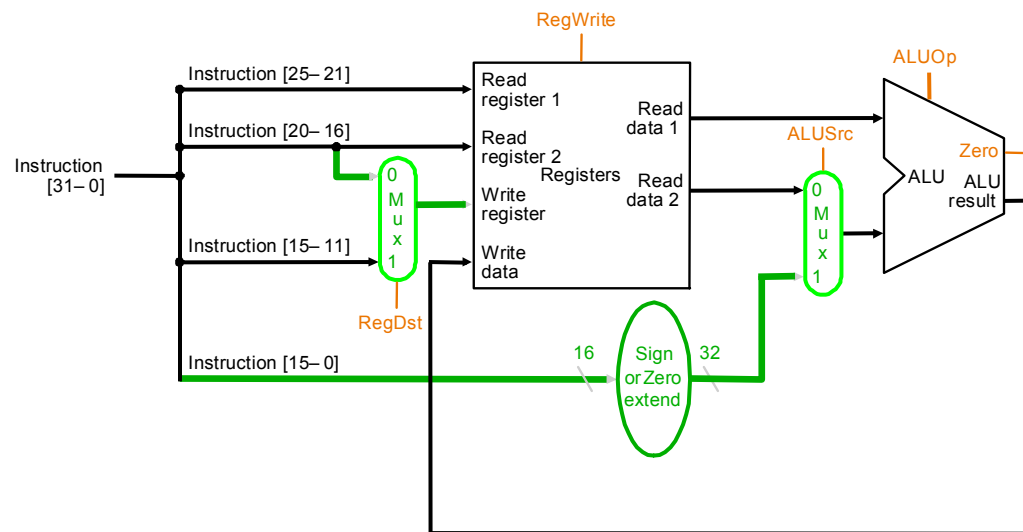 RegWrite
ALUOp
Instruction [25– 21]
Read
register 1
Read
data 1
ALUSrc
Instruction [20– 16]
Read
register 2
Registers
Zero
Instruction
[31– 0]
0
M
u
x
1
Write
register
Read
data 2
0
M
u
x
1
ALU
ALU
result
Instruction [15– 11]
Write
data
RegDst
Instruction [15– 0]
16
Sign
orZero
extend
32